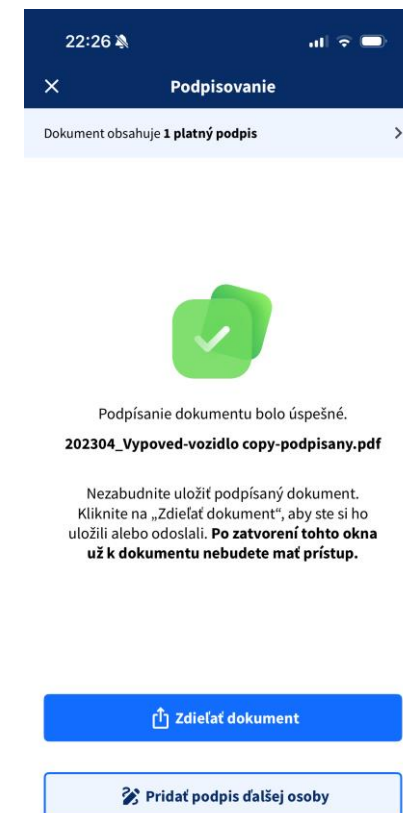 22:26
Podpisovanie
Dokument obsahuje 1 platný podpis
Podpísanie dokumentu bolo úspešné.
202304_Vypoved-vozidlo copy-podpisany.pdf
Nezabudnite uložiť podpísaný dokument.
Kliknite na „Zdieľať dokument“, aby ste si ho
uložili alebo odoslali. Po zatvorení tohto okna
už k dokumentu nebudete mať prístup.
Zdieľať dokument
Pridať podpis ďalšej osoby